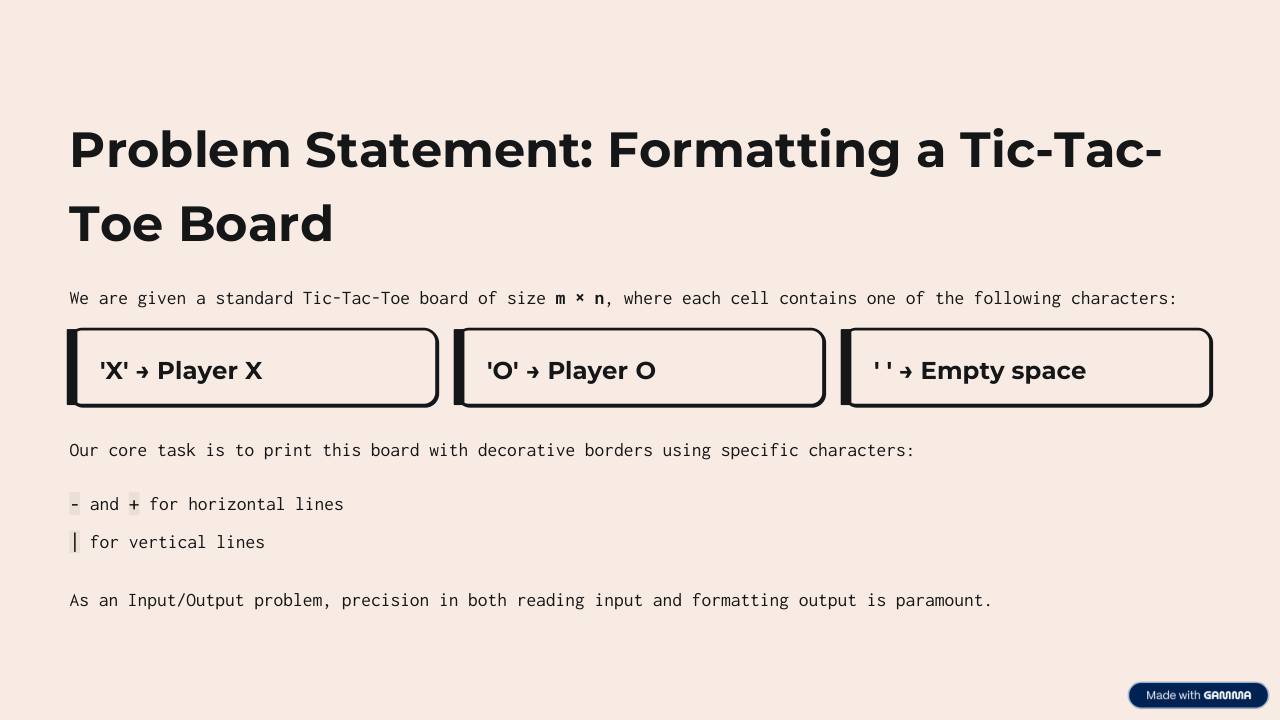 Problem Statement: Formatting a Tic-Tac-
Toe Board
We are given a standard Tic-Tac-Toe board of size m × n, where each cell contains one of the following characters:
'X' → Player X
'O' → Player O
' ' → Empty space
Our core task is to print this board with decorative borders using specific characters:
- and + for horizontal lines
| for vertical lines
As an Input/Output problem, precision in both reading input and formatting output is paramount.
Made with GAMMA